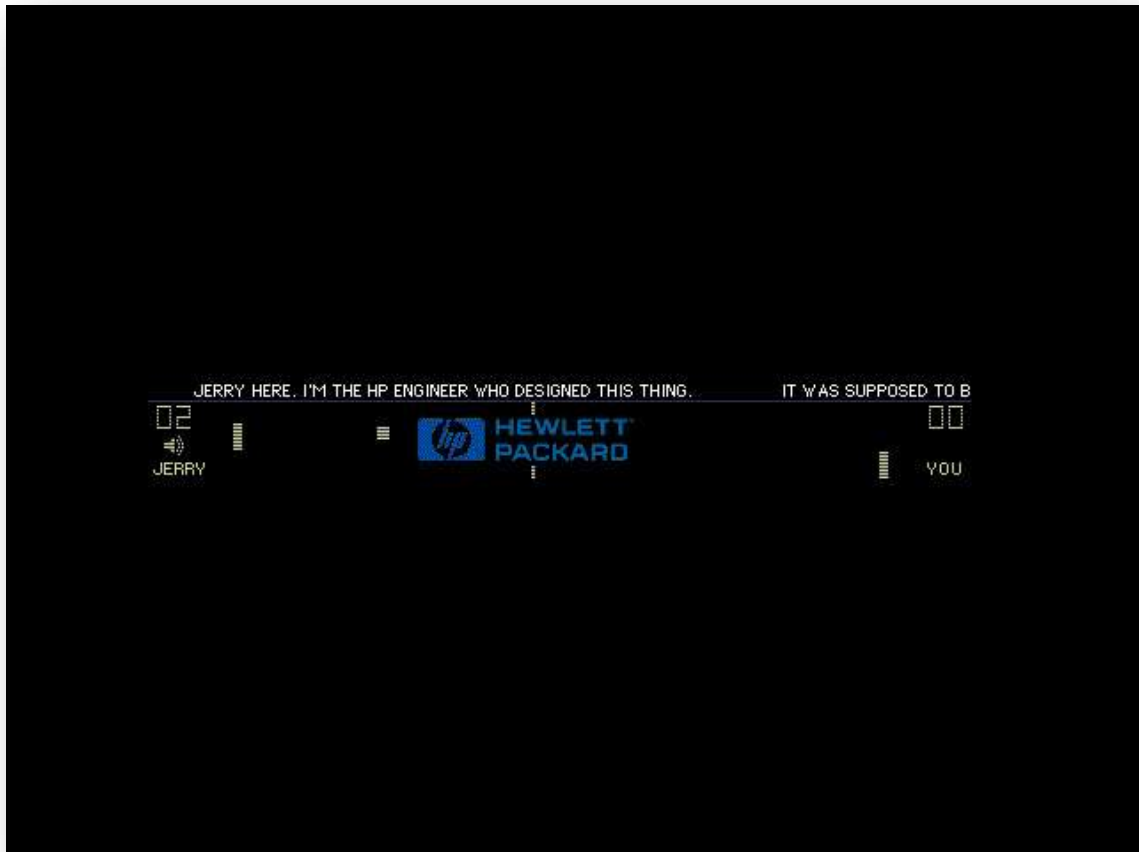 JERRY HERE. I'M THE HP ENGINEER WHO DESIGNED THIS THING. IT WAS SUPPOSED TO B
02
00
hp HEWLETT
PACKARD
JERRY
YOU